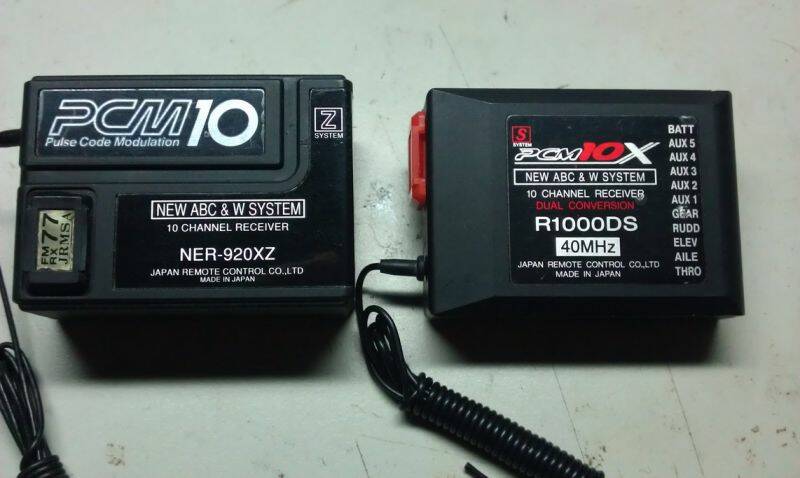 PCM10
Pulse Code Modulation
Z
SYSTEM
77
FM
RX
JRMSA
NEW ABC & W SYSTEM
10 CHANNEL RECEIVER
NER-920XZ
JAPAN REMOTE CONTROL CO.,LTD
MADE IN JAPAN
S
SYSTEM
PCM10X
NEW ABC & W SYSTEM
10 CHANNEL RECEIVER
DUAL CONVERSION
R1000DS
40MHz
JAPAN REMOTE CONTROL CO.,LTD
MADE IN JAPAN
BATT
AUX 5
AUX 4
AUX 3
AUX 2
AUX 1
GEAR
RUDD
ELEV
AILE
THRO